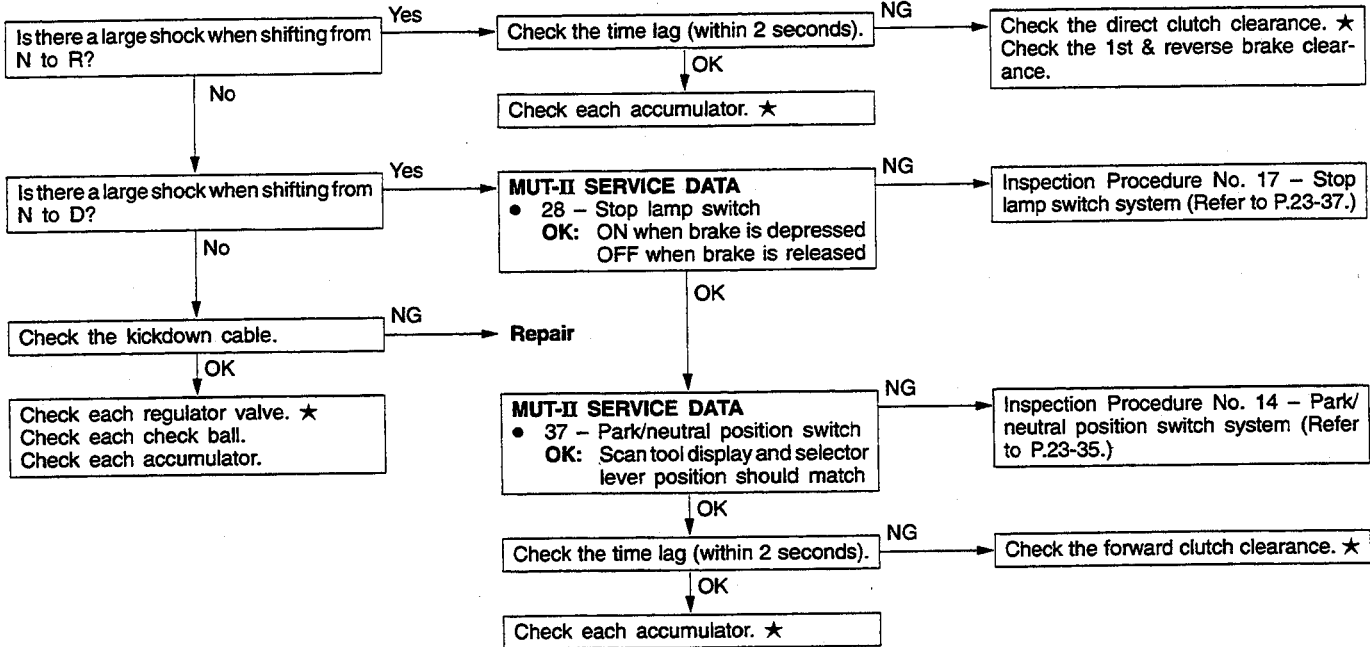 Is there a large shock when shifting from
N to R?
Yes
Check the time lag (within 2 seconds).
NG
Check the direct clutch clearance. ★
Check the 1st & reverse brake clear-
ance.
OK
Check each accumulator. ★
No
Is there a large shock when shifting from
N to D?
Yes
MUT-II SERVICE DATA
● 28 – Stop lamp switch
OK: ON when brake is depressed
OFF when brake is released
NG
Inspection Procedure No. 17 – Stop
lamp switch system (Refer to P.23-37.)
No
OK
Check the kickdown cable.
NG
Repair
OK
Check each regulator valve. ★
Check each check ball.
Check each accumulator.
MUT-II SERVICE DATA
● 37 – Park/neutral position switch
OK: Scan tool display and selector
lever position should match
NG
Inspection Procedure No. 14 – Park/
neutral position switch system (Refer
to P.23-35.)
OK
Check the time lag (within 2 seconds).
NG
Check the forward clutch clearance. ★
OK
Check each accumulator. ★